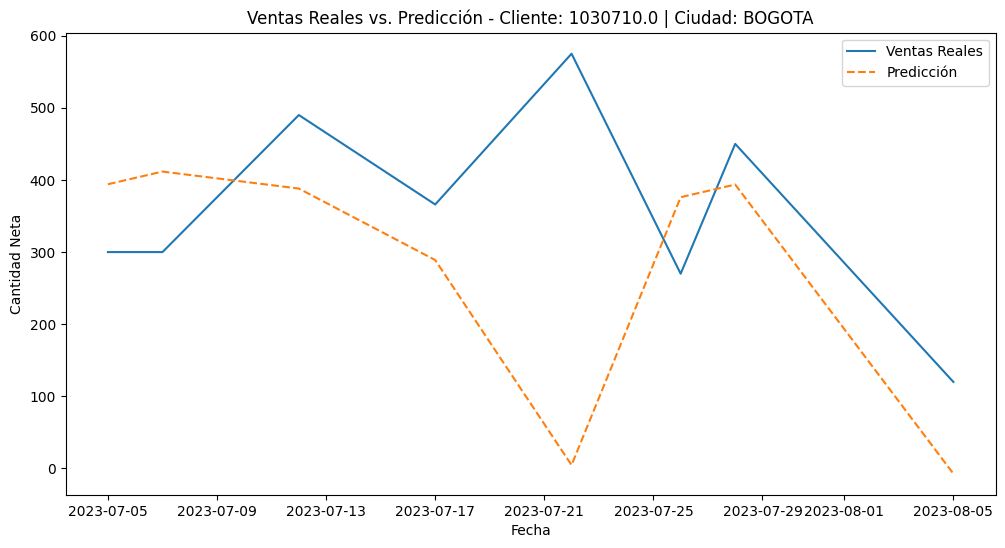 Ventas Reales vs. Predicción - Cliente: 1030710.0 | Ciudad: BOGOTA
Ventas Reales
Predicción
Cantidad Neta
600
500
400
300
200
100
0
2023-07-05 2023-07-09 2023-07-13 2023-07-17 2023-07-21 2023-07-25 2023-07-29 2023-08-01 2023-08-05
Fecha